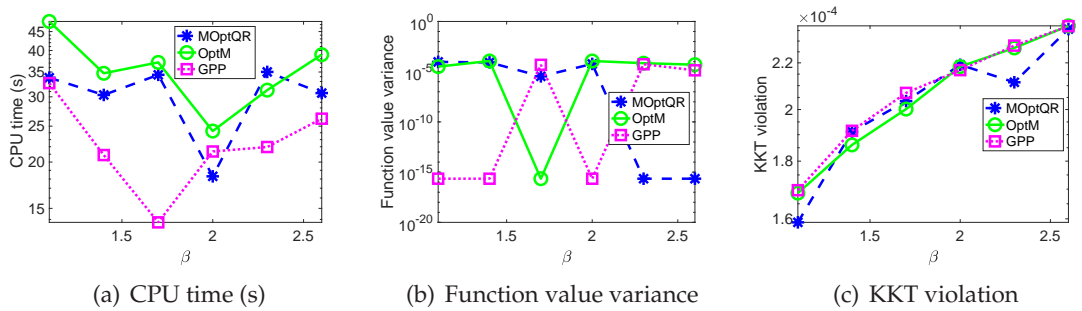 CPU time (s)
45
40
35
30
25
20
15
1.5
2
2.5
β
MOptQR
OptM
GPP
(a) CPU time (s)
Function value variance
10^0
10^-5
10^-10
10^-15
10^-20
1.5
2
2.5
β
MOptQR
OptM
GPP
(b) Function value variance
×10^-4
KKT violation
2.2
2
1.8
1.6
1.5
2
2.5
β
MOptQR
OptM
GPP
(c) KKT violation